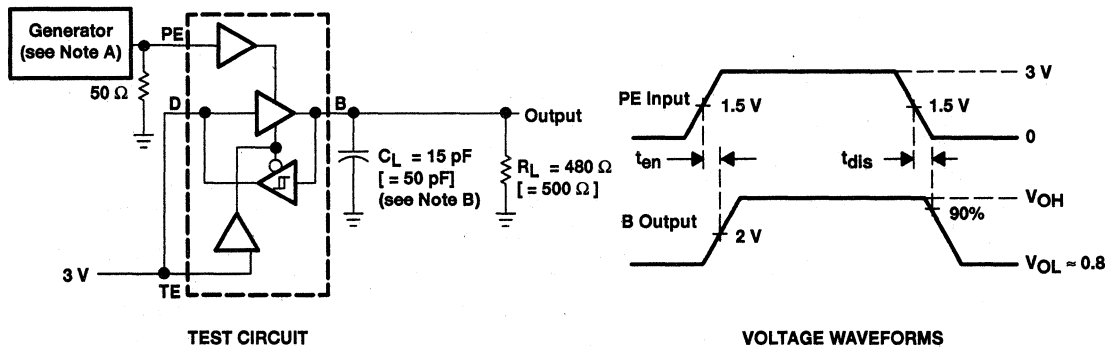 Generator
(see Note A)
PE
50 Ω
D
B
Output
C_L = 15 pF
[ = 50 pF]
(see Note B)
R_L = 480 Ω
[ = 500 Ω ]
3 V
TE
TEST CIRCUIT
3 V
PE Input
1.5 V
1.5 V
0
t_en
t_dis
V_OH
90%
B Output
2 V
V_OL ≈ 0.8
VOLTAGE WAVEFORMS